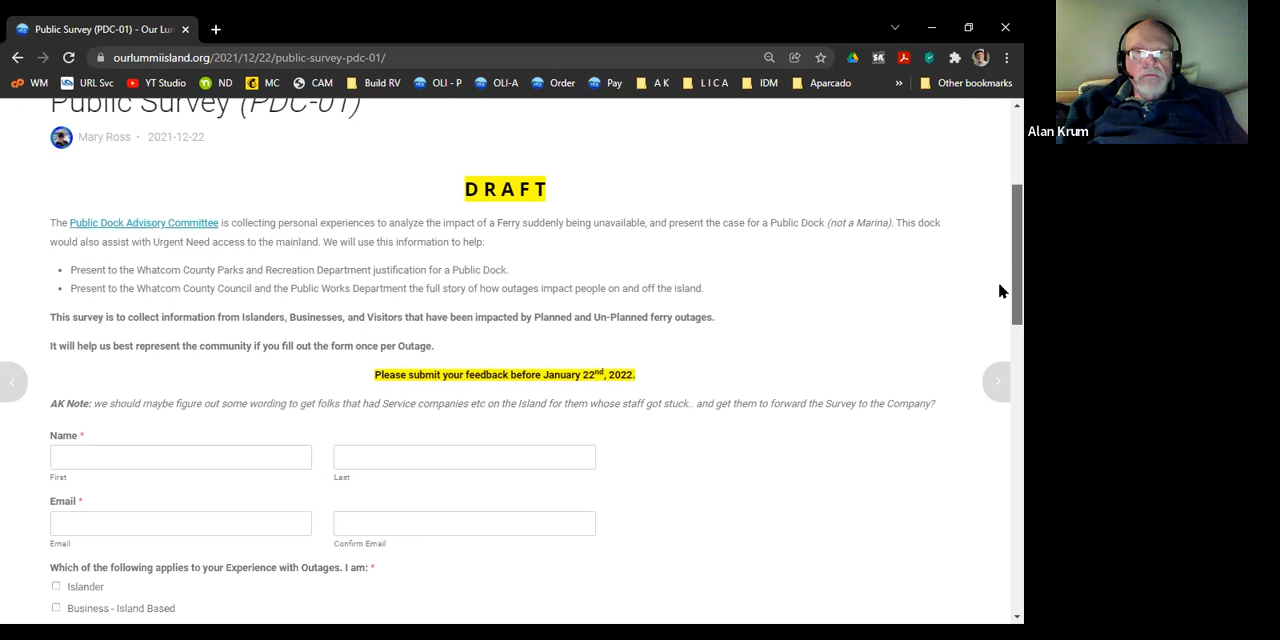 Public Survey (PDC-01) - Our Lum
ourlummiisland.org/2021/12/22/public-survey-pdc-01/
WM URL Svc YT Studio ND MC CAM Build RV OLI - P OLI-A Order Pay A K L I C A IDM Aparcado » Other bookmarks
Public Survey (PDC-01)
Mary Ross · 2021-12-22
D R A F T
The Public Dock Advisory Committee is collecting personal experiences to analyze the impact of a Ferry suddenly being unavailable, and present the case for a Public Dock (not a Marina). This dock
would also assist with Urgent Need access to the mainland. We will use this information to help:
• Present to the Whatcom County Parks and Recreation Department justification for a Public Dock.
• Present to the Whatcom County Council and the Public Works Department the full story of how outages impact people on and off the island.
This survey is to collect information from Islanders, Businesses, and Visitors that have been impacted by Planned and Un-Planned ferry outages.
It will help us best represent the community if you fill out the form once per Outage.
Please submit your feedback before January 22nd, 2022.
AK Note: we should maybe figure out some wording to get folks that had Service companies etc on the Island for them whose staff got stuck.. and get them to forward the Survey to the Company?
Name *
First Last
Email *
Email Confirm Email
Which of the following applies to your Experience with Outages. I am: *
Islander
Business - Island Based
Alan Krum